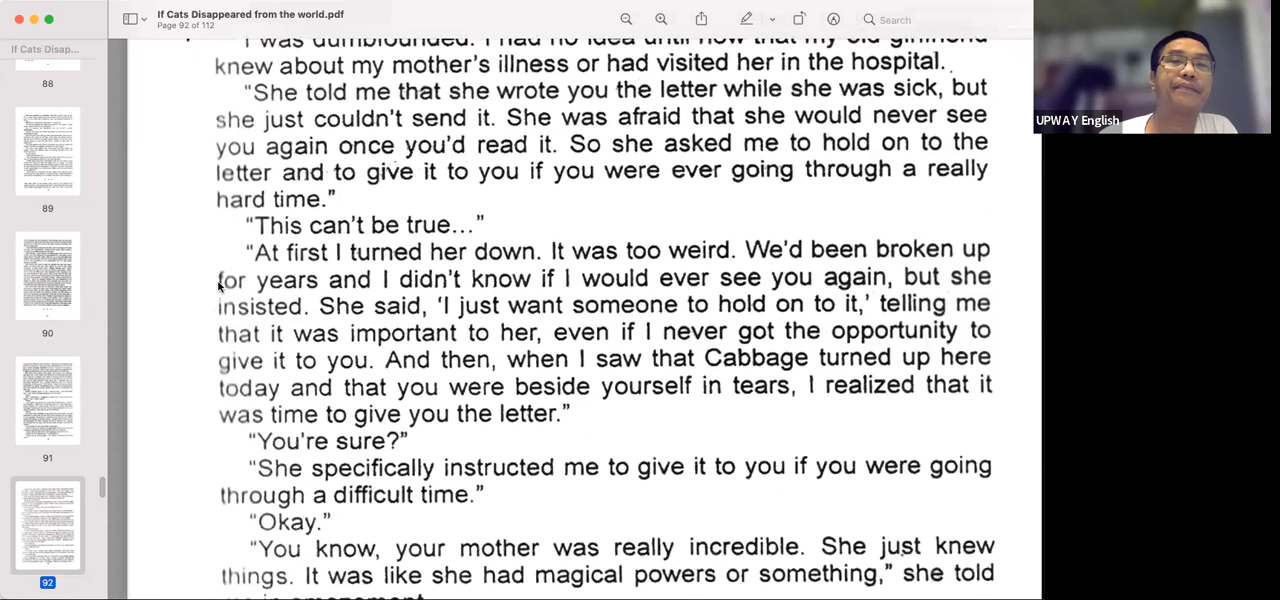 If Cats Disappeared from the world.pdf
Page 92 of 112
Search
If Cats Disap...
88
89
90
91
92
I was dumbfounded. I had no idea until now that my old girlfriend
knew about my mother's illness or had visited her in the hospital.
“She told me that she wrote you the letter while she was sick, but
she just couldn't send it. She was afraid that she would never see
you again once you'd read it. So she asked me to hold on to the
letter and to give it to you if you were ever going through a really
hard time.”
“This can't be true...”
“At first I turned her down. It was too weird. We'd been broken up
for years and I didn't know if I would ever see you again, but she
insisted. She said, ‘I just want someone to hold on to it,’ telling me
that it was important to her, even if I never got the opportunity to
give it to you. And then, when I saw that Cabbage turned up here
today and that you were beside yourself in tears, I realized that it
was time to give you the letter.”
“You're sure?”
“She specifically instructed me to give it to you if you were going
through a difficult time.”
“Okay.”
“You know, your mother was really incredible. She just knew
things. It was like she had magical powers or something,” she told
UPWAY English